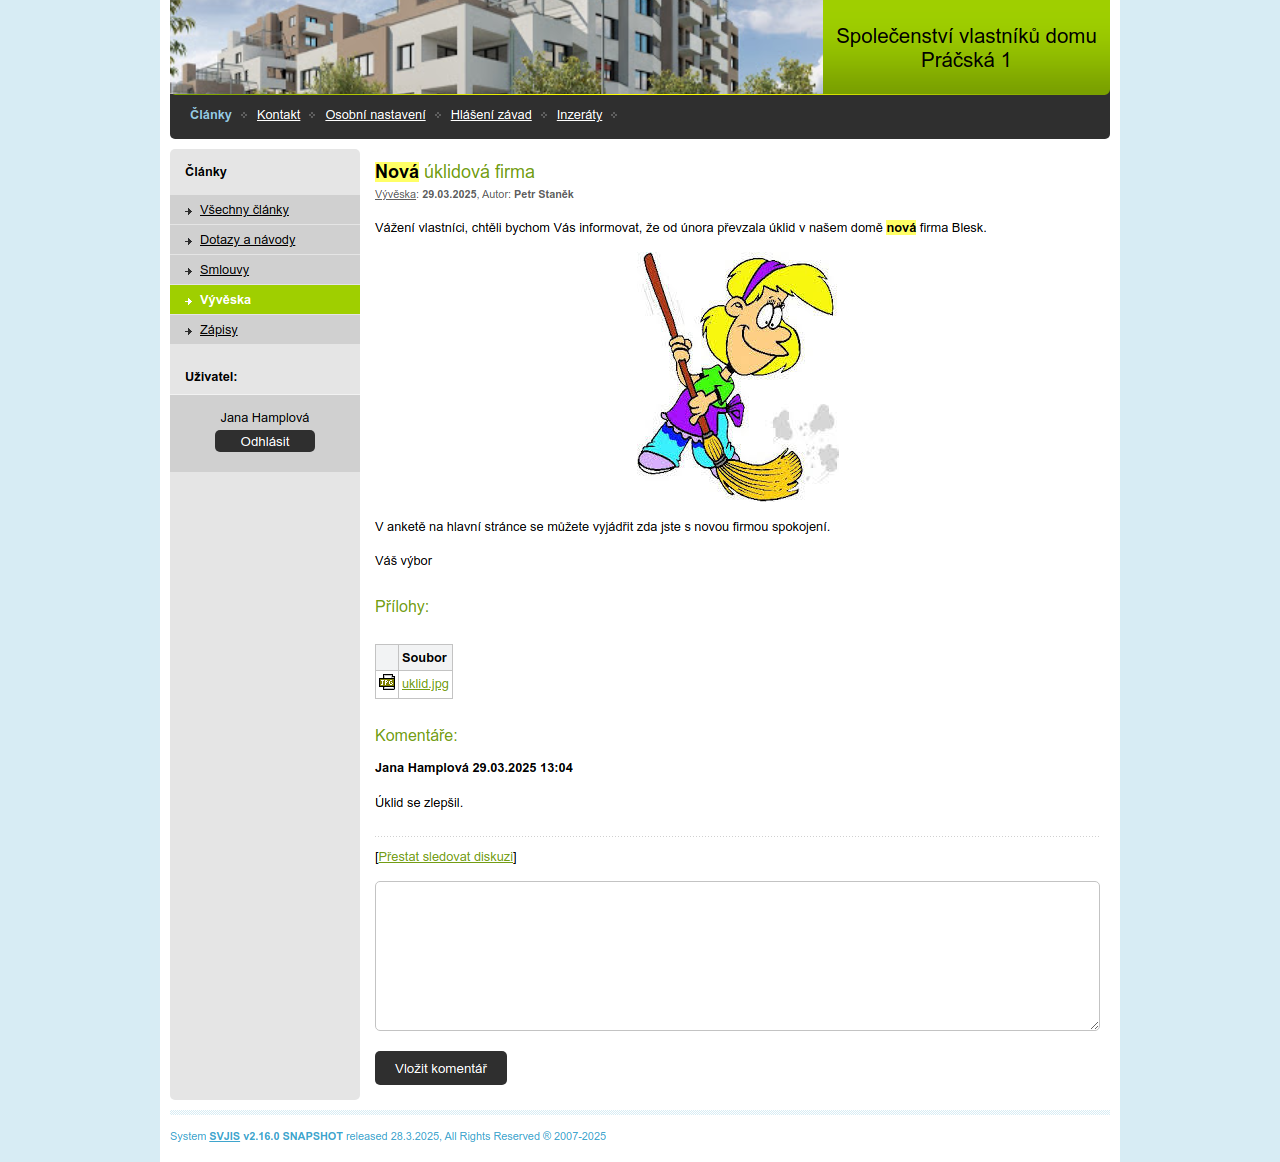 Společenství vlastníků domu
Práčská 1
Články
Kontakt
Osobní nastavení
Hlášení závad
Inzeráty
Články
Všechny články
Dotazy a návody
Smlouvy
Vývěska
Zápisy
Uživatel:
Jana Hamplová
Odhlásit
Nová úklidová firma
Vývěska: 29.03.2025, Autor: Petr Staněk
Vážení vlastníci, chtěli bychom Vás informovat, že od února převzala úklid v našem domě nová firma Blesk.
V anketě na hlavní stránce se můžete vyjádřit zda jste s novou firmou spokojení.
Váš výbor
Přílohy:
Soubor
uklid.jpg
Komentáře:
Jana Hamplová 29.03.2025 13:04
Úklid se zlepšil.
[Přestat sledovat diskuzi]
Vložit komentář
System SVJIS v2.16.0 SNAPSHOT released 28.3.2025, All Rights Reserved ® 2007-2025